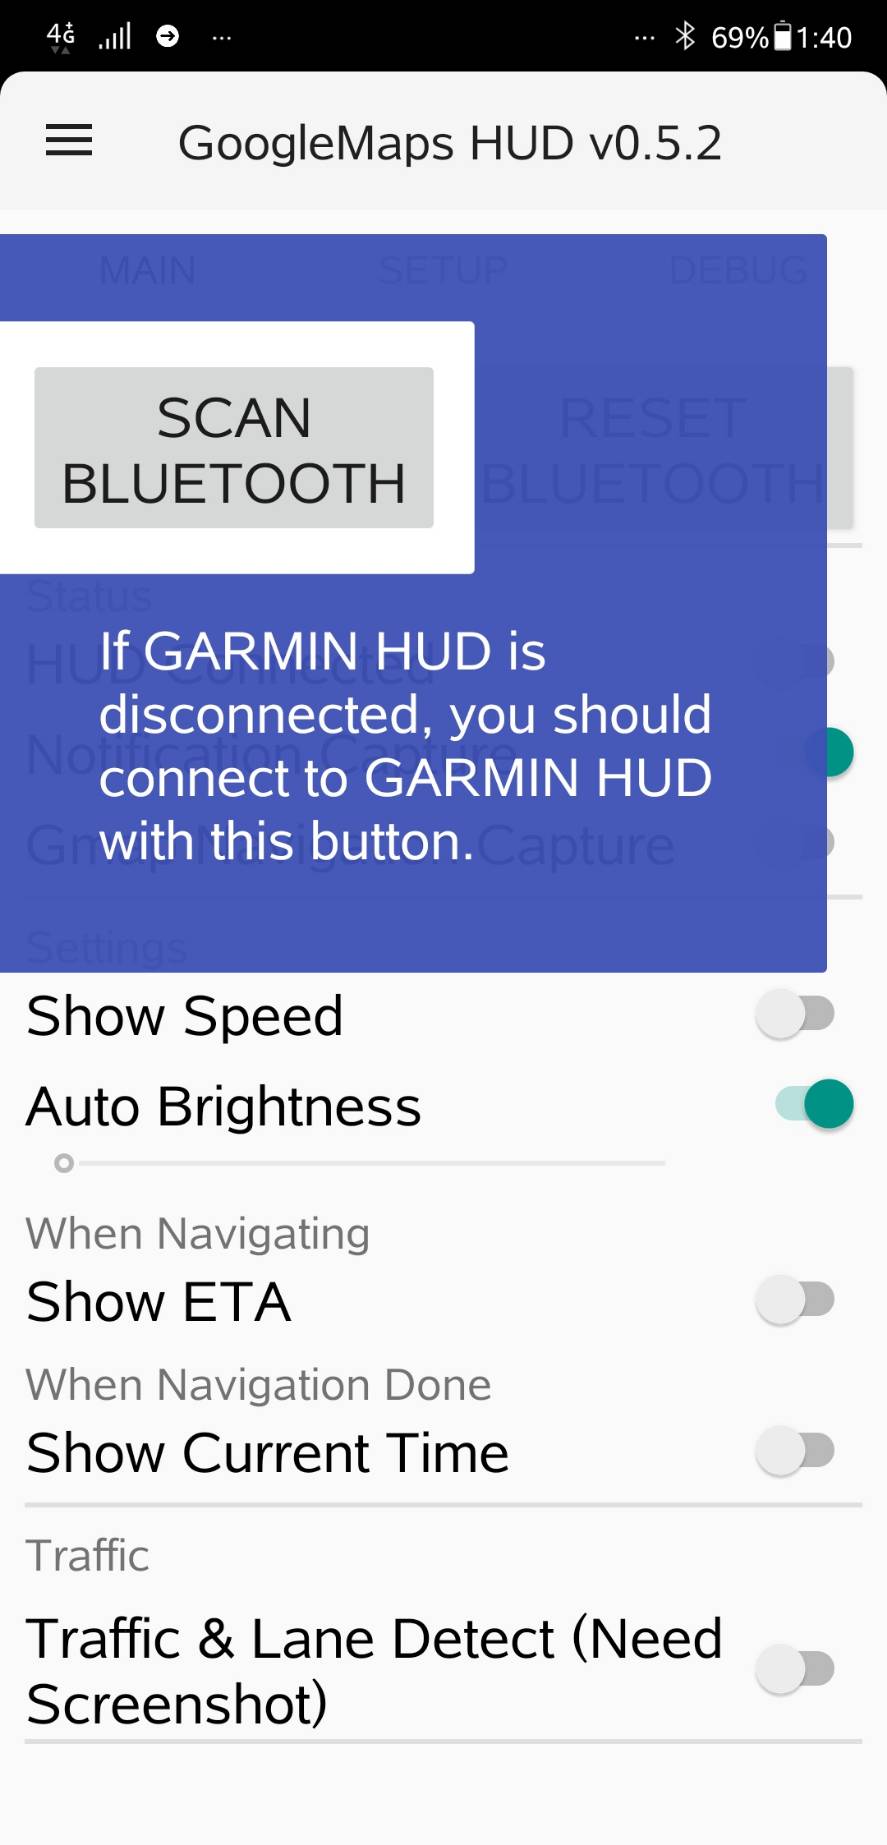 4G ... ... 69% 1:40
GoogleMaps HUD v0.5.2
MAIN SETUP DEBUG
SCAN
BLUETOOTH
RESET
BLUETOOTH
Status
HUD Connected
Notification Capture
Gmap Navigation Capture
If GARMIN HUD is
disconnected, you should
connect to GARMIN HUD
with this button.
Settings
Show Speed
Auto Brightness
When Navigating
Show ETA
When Navigation Done
Show Current Time
Traffic
Traffic & Lane Detect (Need
Screenshot)